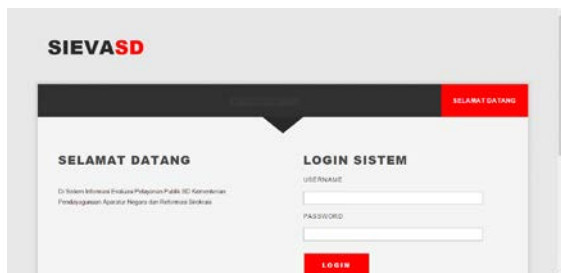 SIEVASD
SELAMAT DATANG
SELAMAT DATANG
Di Sistem Informasi Evaluasi Pelayanan Publik SD Kementerian
Pendayagunaan Aparatur Negara dan Reformasi Birokrasi
LOGIN SISTEM
USERNAME
PASSWORD
LOGIN